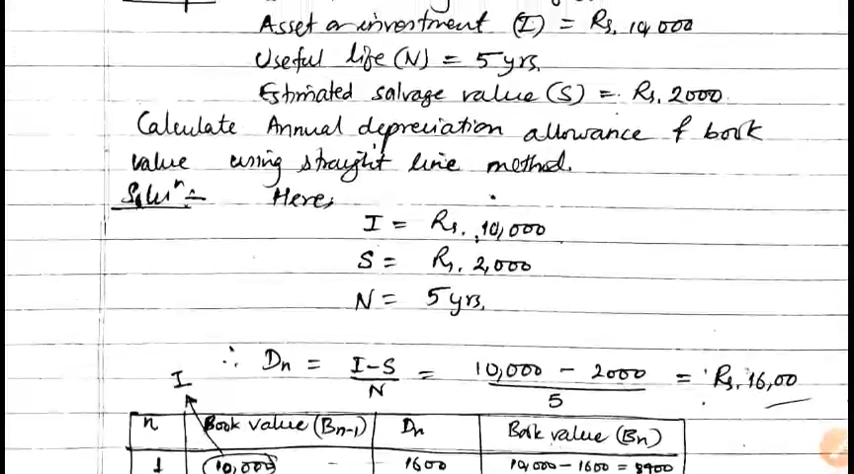 Asset or investment (I) = Rs. 10,000
Useful life (N) = 5 yrs.
Estimated salvage value (S) = Rs. 2000
Calculate Annual depreciation allowance & book
value using straight line method.
Soluⁿ:- Here,
I = Rs. 10,000
S = Rs. 2,000
N = 5 yrs,
∴ Dn = I-S/N = 10,000 - 2000/5 = Rs. 16,00
I
n Book value (Bn-1) Dn Book value (Bn)
1 10,000 - 1600 10,000 - 1600 = 8400